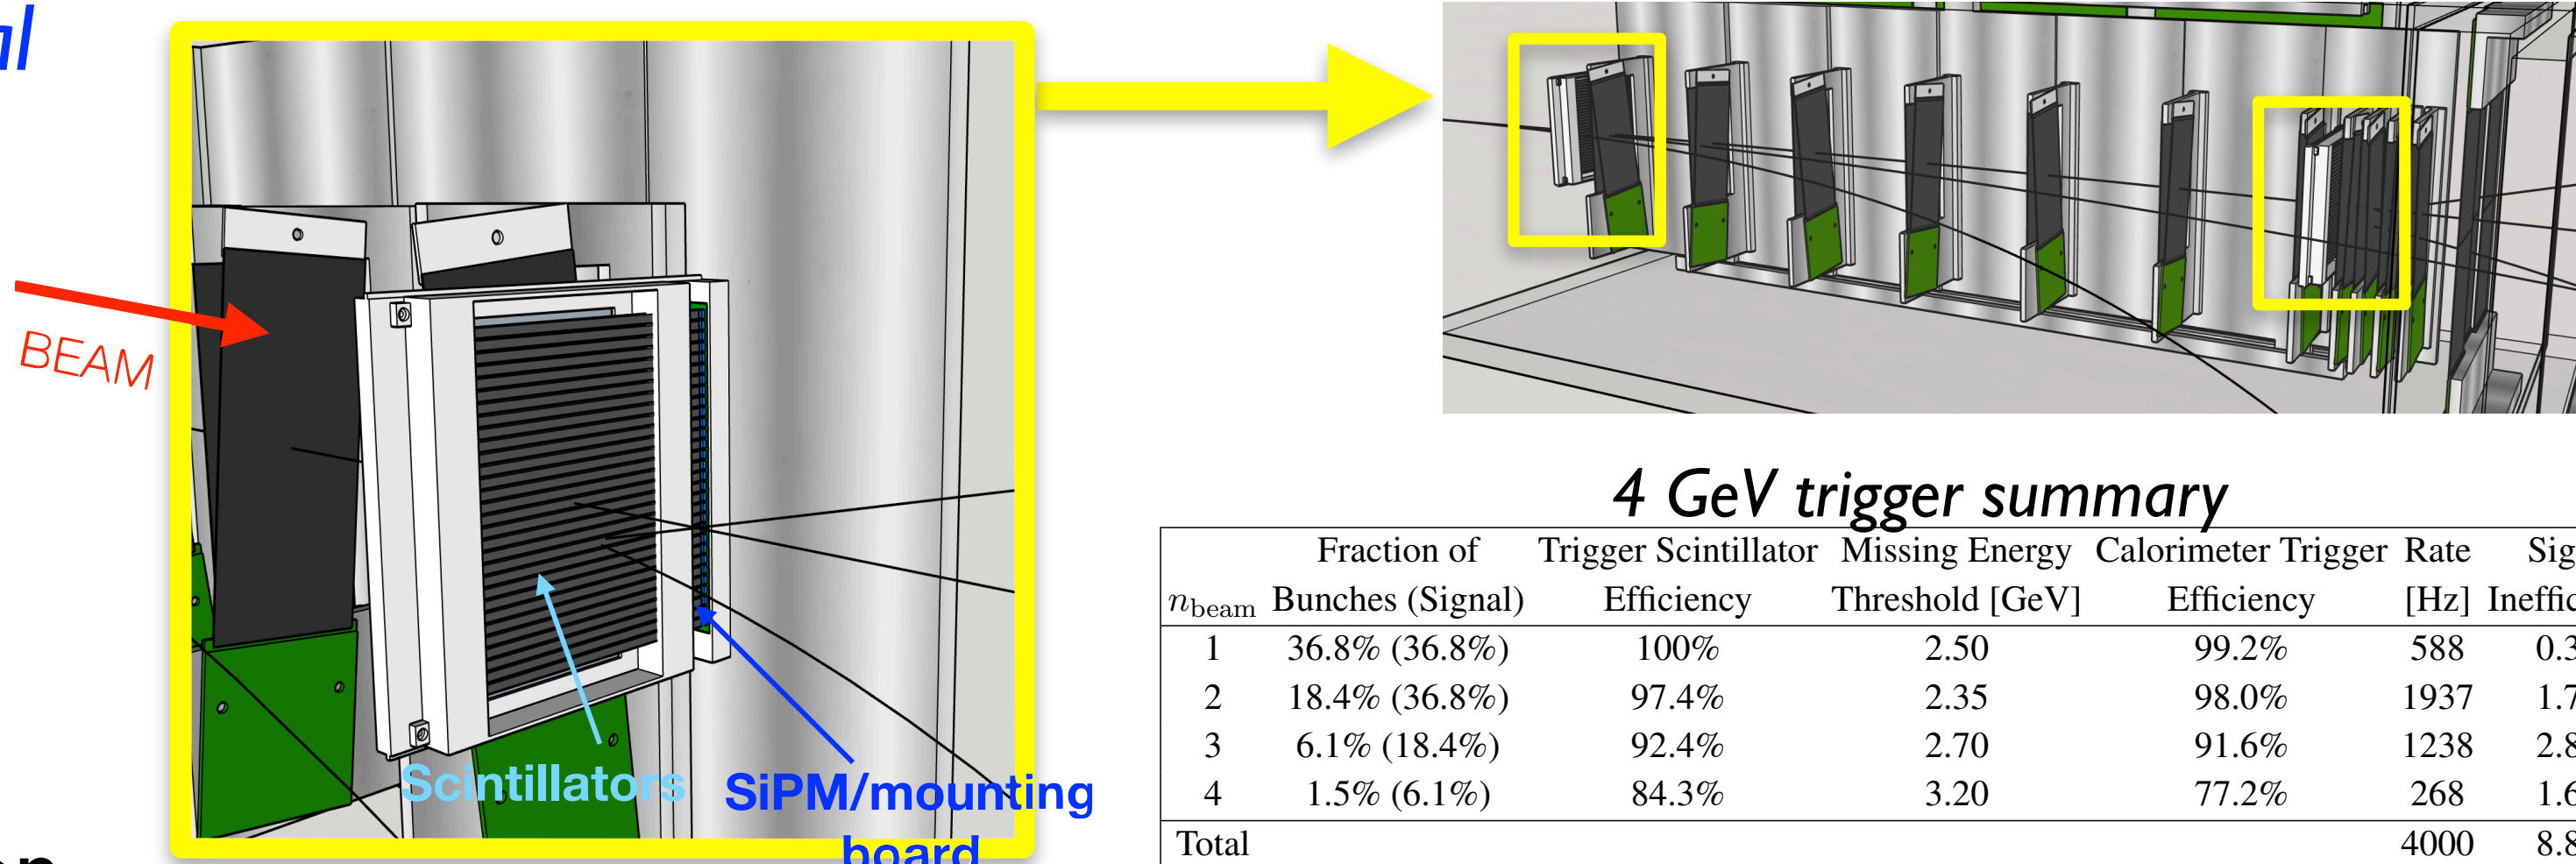 BEAM
Scintillators
SiPM/mounting
board
4 GeV trigger summary
Fraction of Trigger Scintillator Missing Energy Calorimeter Trigger Rate
n_beam Bunches (Signal) Efficiency Threshold [GeV] Efficiency [Hz]
1 36.8% (36.8%) 100% 2.50 99.2% 588
2 18.4% (36.8%) 97.4% 2.35 98.0% 1937
3 6.1% (18.4%) 92.4% 2.70 91.6% 1238
4 1.5% (6.1%) 84.3% 3.20 77.2% 268
Total 4000